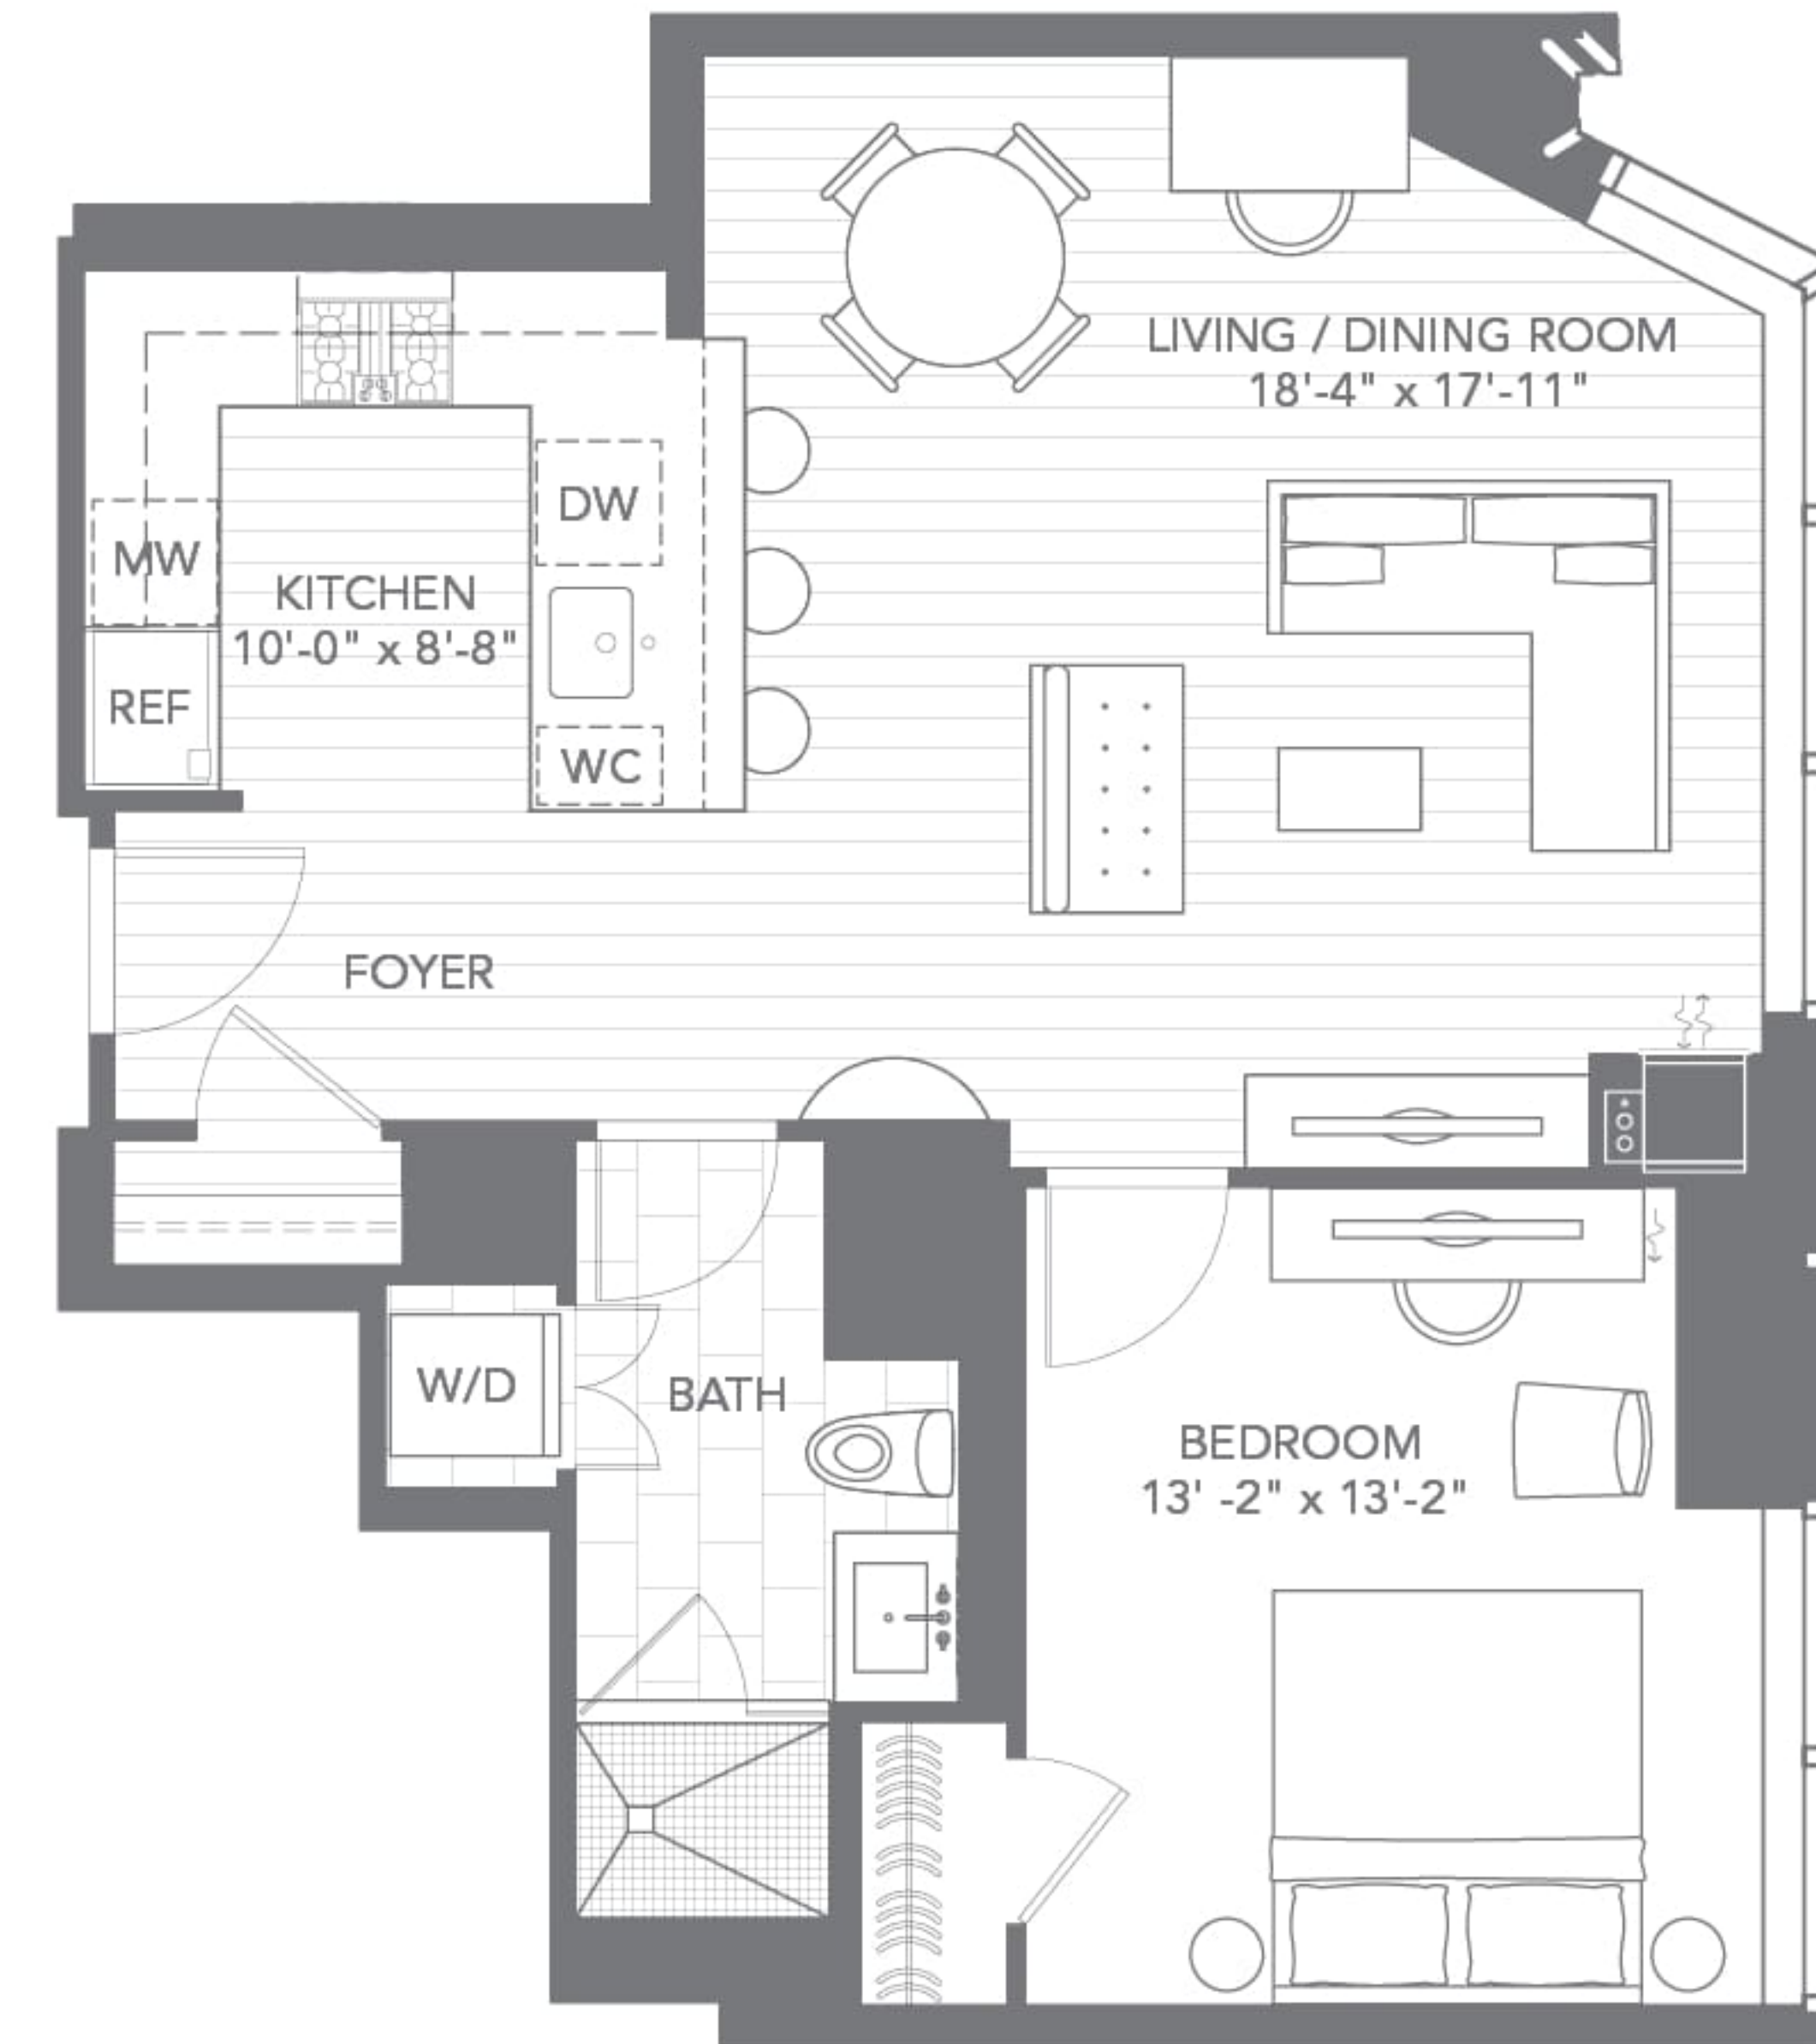 LIVING / DINING ROOM
18'-4" x 17'-11"
DW
MW
KITCHEN
10'-0" x 8'-8"
REF
WC
FOYER
W/D
BATH
BEDROOM
13' -2" x 13'-2"